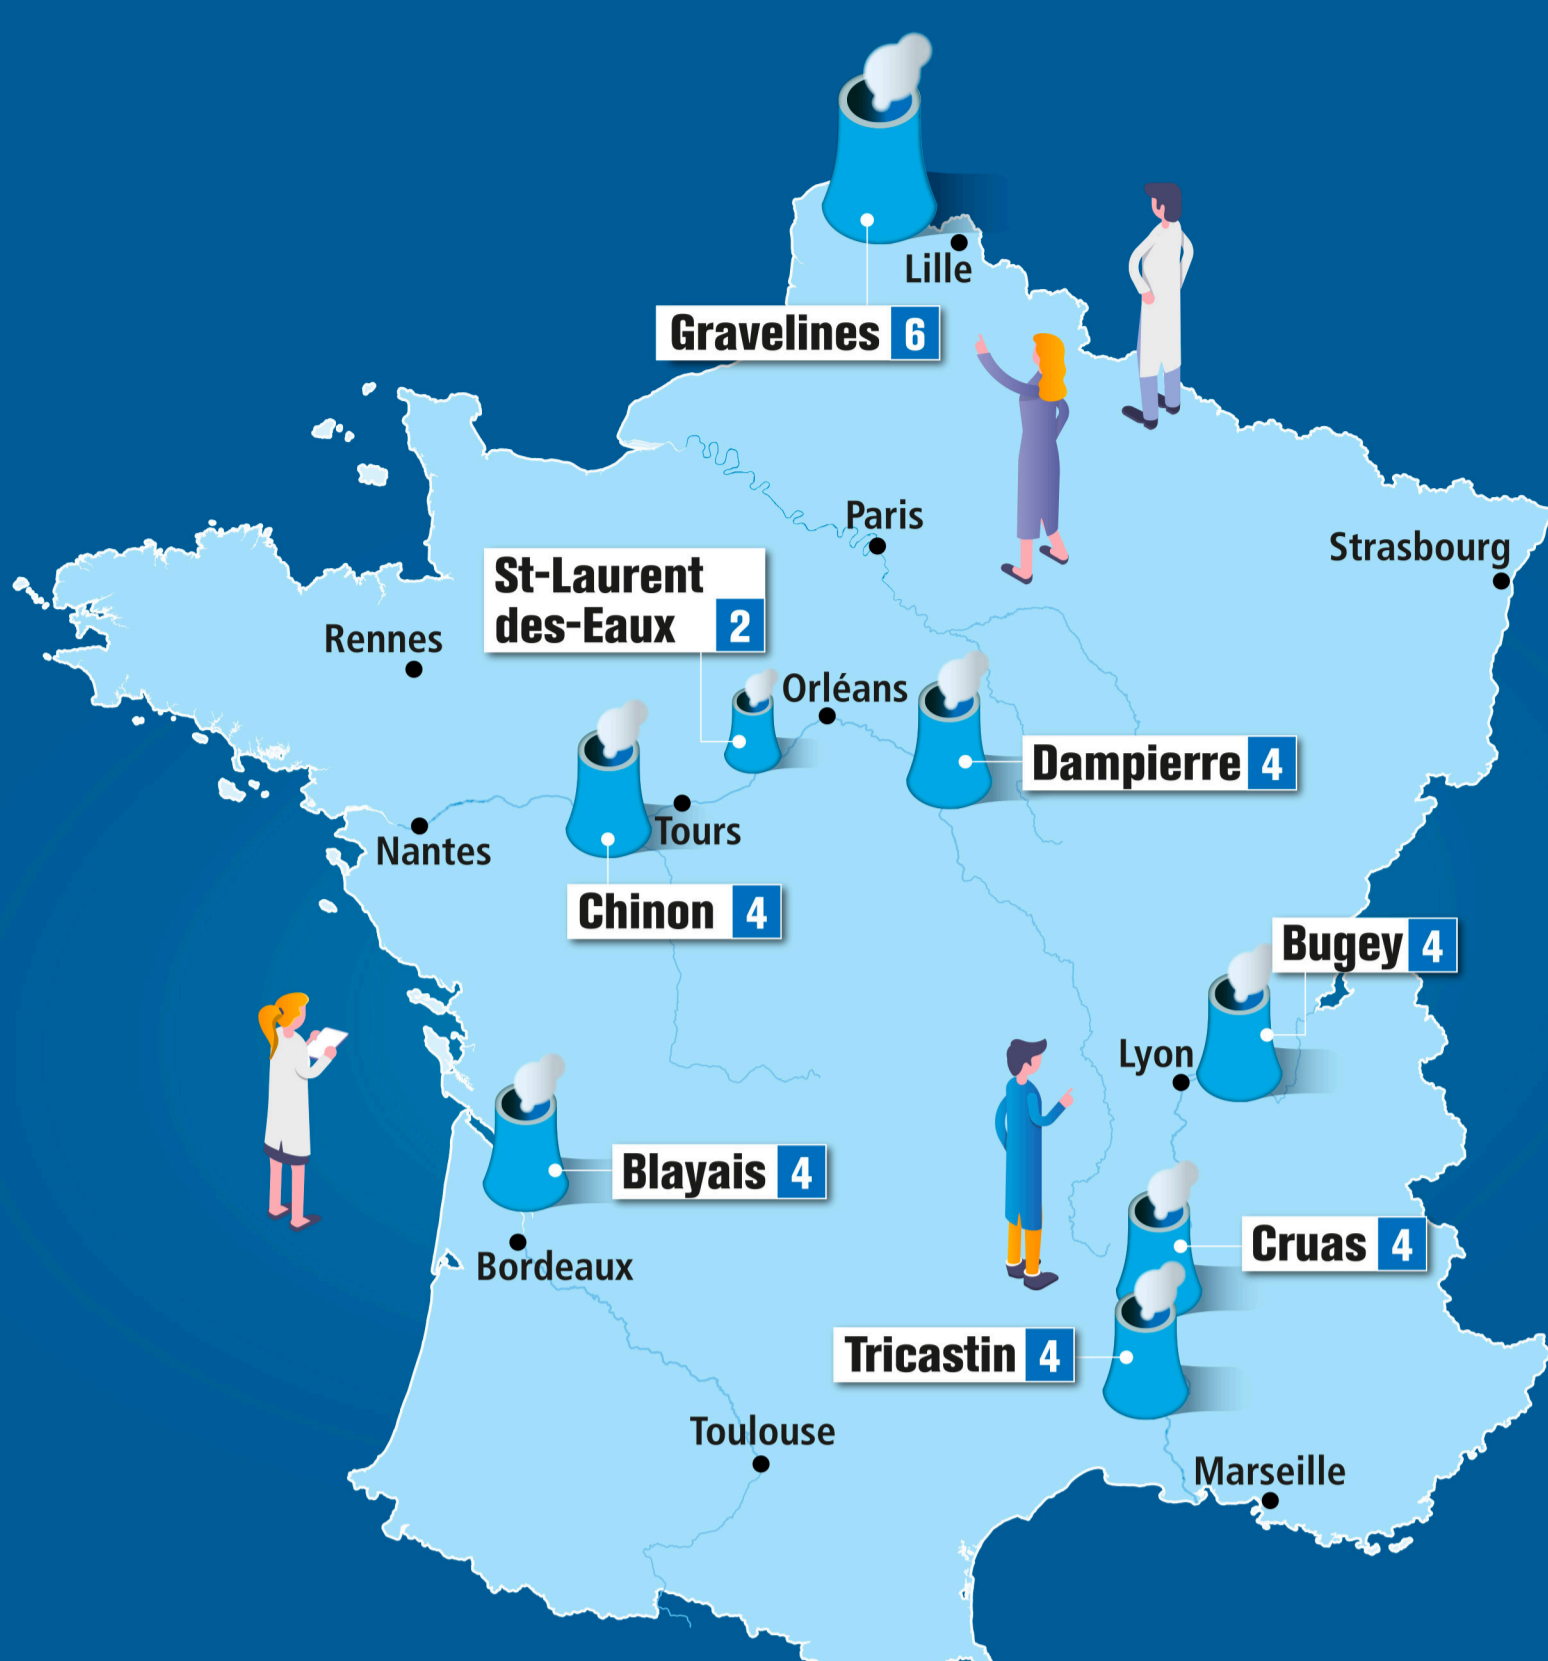 Lille
Gravelines 6
Paris
Strasbourg
St-Laurent
des-Eaux 2
Rennes
Orléans
Dampierre 4
Tours
Nantes
Chinon 4
Bugey 4
Lyon
Blayais 4
Cruas 4
Bordeaux
Tricastin 4
Toulouse
Marseille